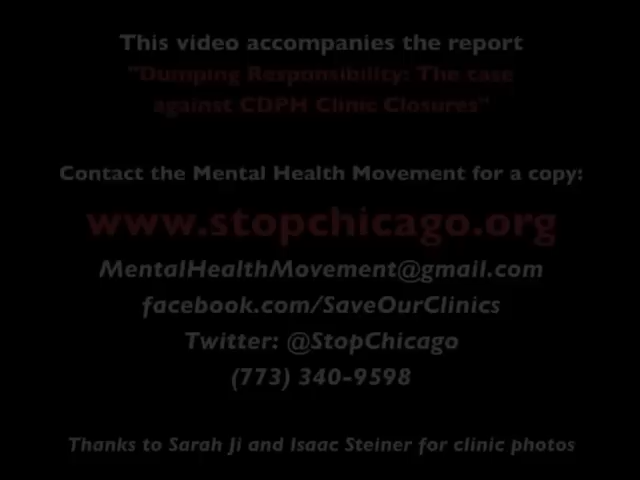 This video accompanies the report
"Dumping Responsibility: The case
against CDPH Clinic Closures"
Contact the Mental Health Movement for a copy:
www.stopchicago.org
MentalHealthMovement@gmail.com
facebook.com/SaveOurClinics
Twitter: @StopChicago
(773) 340-9598
Thanks to Sarah Ji and Isaac Steiner for clinic photos